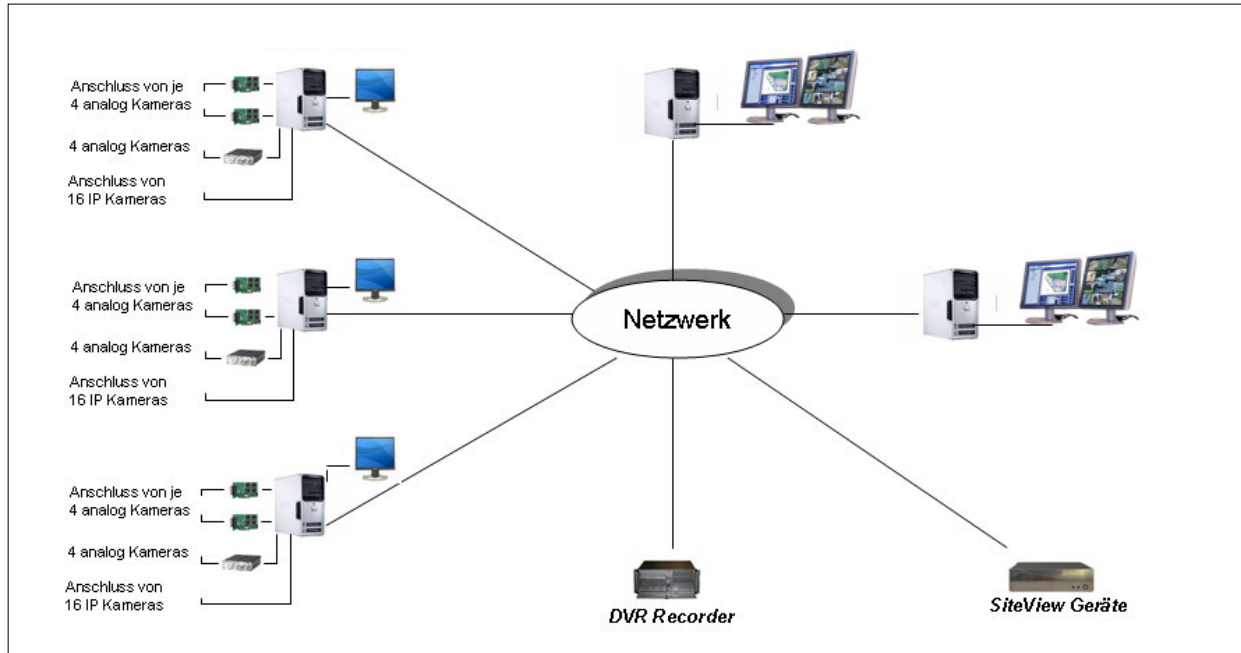 Anschluss von je
4 analog Kameras
4 analog Kameras
Anschluss von
16 IP Kameras
Anschluss von je
4 analog Kameras
4 analog Kameras
Anschluss von
16 IP Kameras
Anschluss von je
4 analog Kameras
4 analog Kameras
Anschluss von
16 IP Kameras
Netzwerk
DVR Recorder
SiteView Geräte